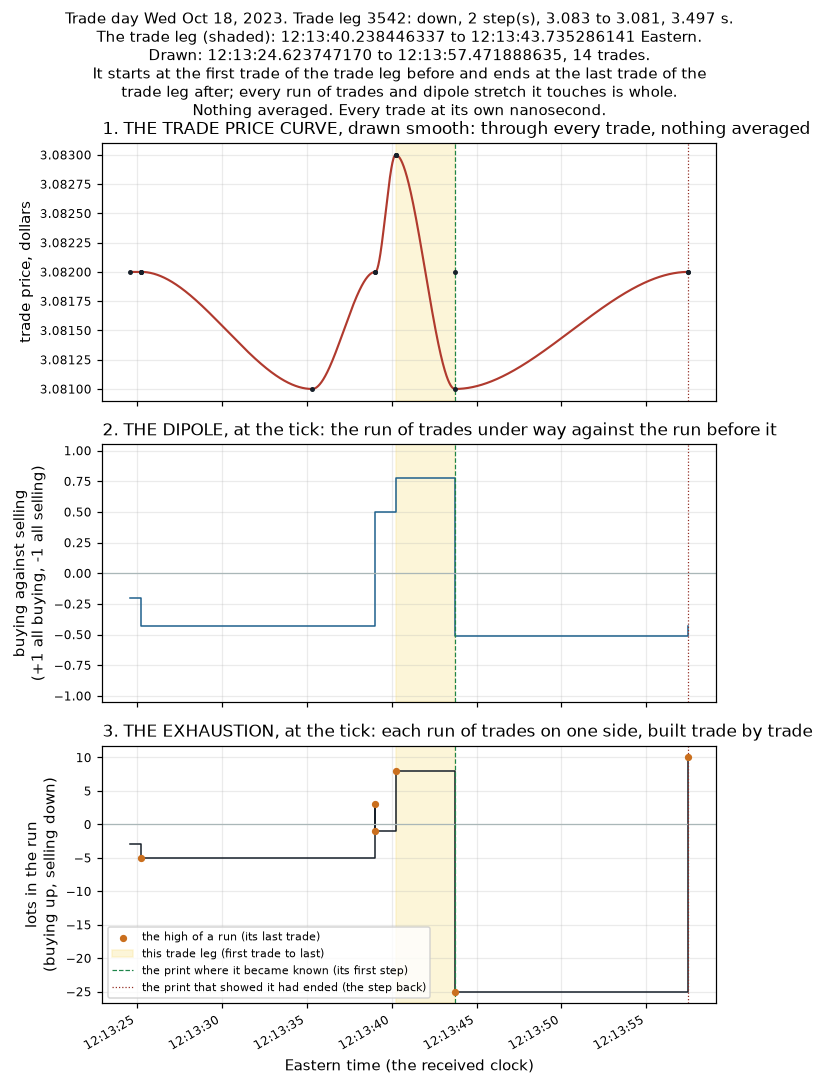 Trade day Wed Oct 18, 2023. Trade leg 3542: down, 2 step(s), 3.083 to 3.081, 3.497 s.
The trade leg (shaded): 12:13:40.238446337 to 12:13:43.735286141 Eastern.
Drawn: 12:13:24.623747170 to 12:13:57.471888635, 14 trades.
It starts at the first trade of the trade leg before and ends at the last trade of the
trade leg after; every run of trades and dipole stretch it touches is whole.
Nothing averaged. Every trade at its own nanosecond.
1. THE TRADE PRICE CURVE, drawn smooth: through every trade, nothing averaged
trade price, dollars
3.08300
3.08275
3.08250
3.08225
3.08200
3.08175
3.08150
3.08125
3.08100
2. THE DIPOLE, at the tick: the run of trades under way against the run before it
buying against selling
(+1 all buying, -1 all selling)
1.00
0.75
0.50
0.25
0.00
−0.25
−0.50
−0.75
−1.00
3. THE EXHAUSTION, at the tick: each run of trades on one side, built trade by trade
lots in the run
(buying up, selling down)
10
5
0
−5
−10
−15
−20
−25
the high of a run (its last trade)
this trade leg (first trade to last)
the print where it became known (its first step)
the print that showed it had ended (the step back)
12:13:25
12:13:30
12:13:35
12:13:40
12:13:45
12:13:50
12:13:55
Eastern time (the received clock)